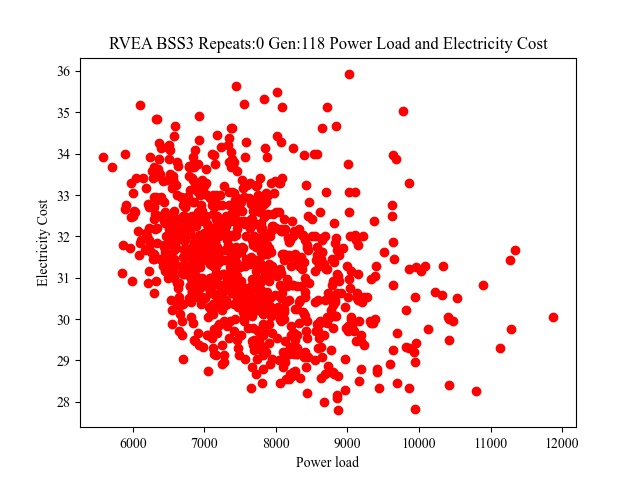 RVEA BSS3 Repeats:0 Gen:118 Power Load and Electricity Cost
36
35
34
33
32
31
30
29
28
Electricity Cost
6000 7000 8000 9000 10000 11000 12000
Power load